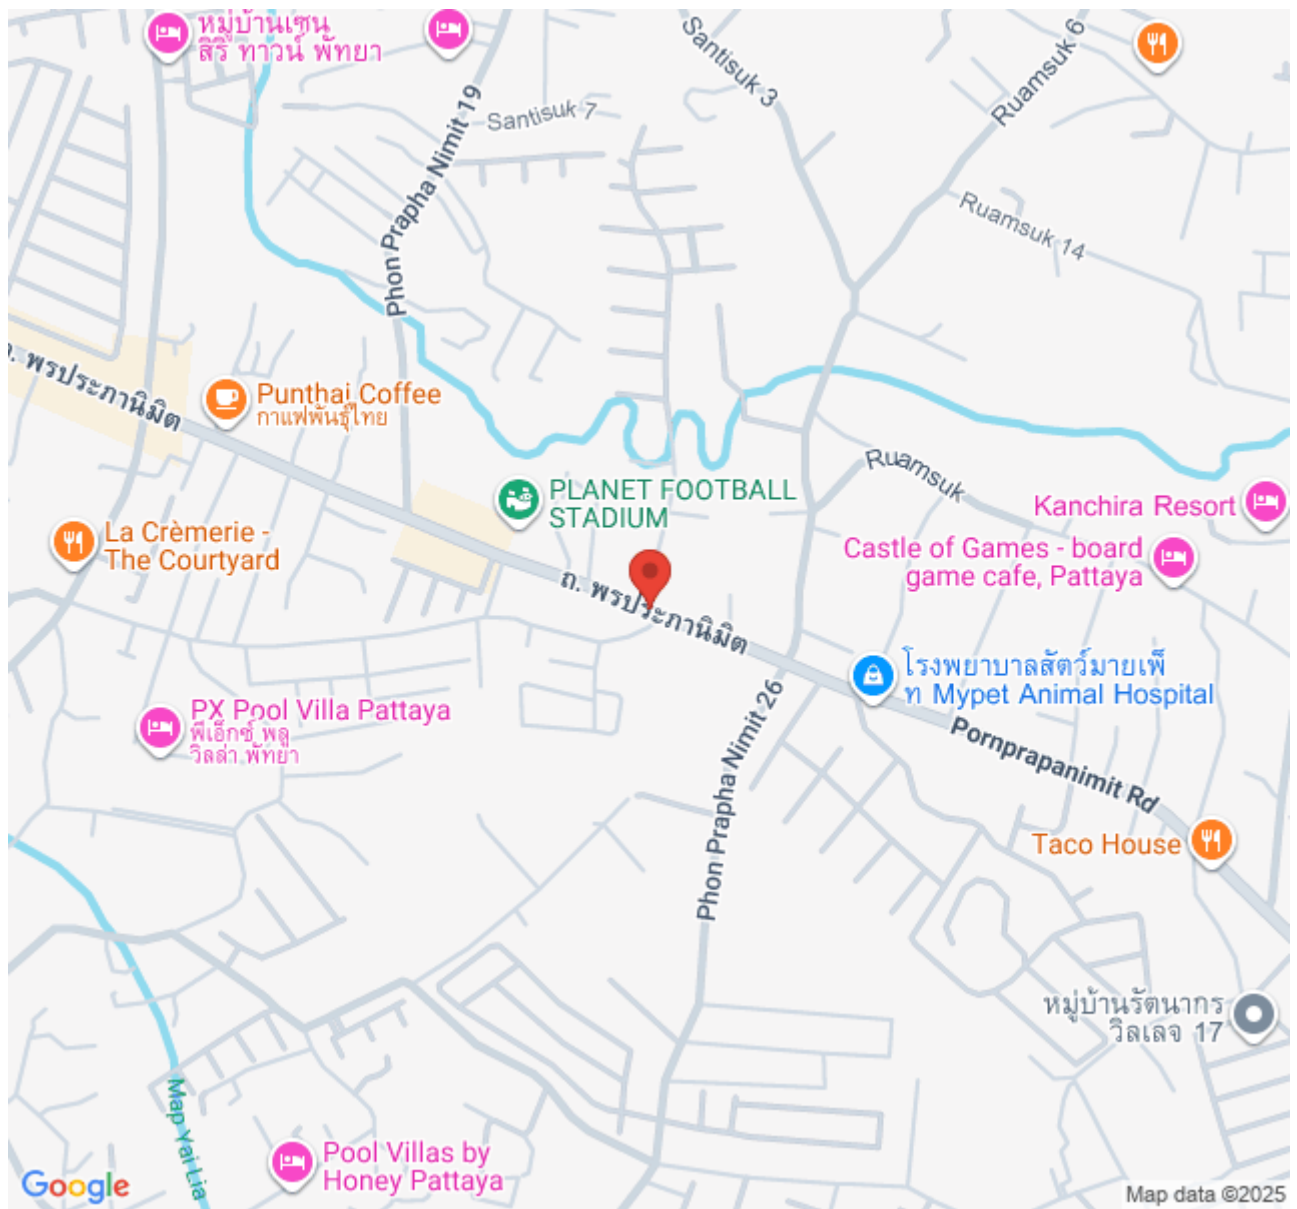 หมู่บ้านเซน
สิริ ทาวน์ พัทยา
Santisuk 3
Ruamsuk 6
Santisuk 7
Phon Prapha Nimit 19
Ruamsuk 14
ถ. พรประภานิมิต
Punthai Coffee
กาแฟพันธุ์ไทย
Ruamsuk
PLANET FOOTBALL
STADIUM
Kanchira Resort
La Crèmerie -
The Courtyard
Castle of Games - board
game cafe, Pattaya
ถ. พรประภานิมิต
โรงพยาบาลสัตว์มายเพ็
ท Mypet Animal Hospital
PX Pool Villa Pattaya
พีเอ็กซ์ พลู
วิลล่า พัทยา
Phon Prapha Nimit 26
Pornprapanimit Rd
Taco House
หมู่บ้านรัตนากร
วิลเลจ 17
Map Yai Lia
Pool Villas by
Honey Pattaya
Google
Map data ©2025